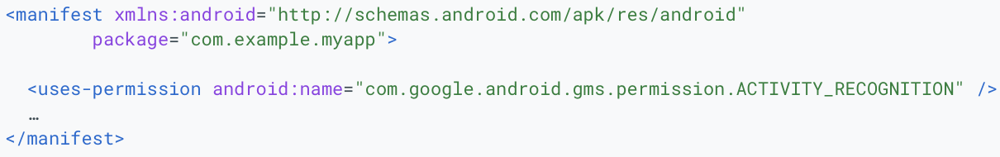 <manifest xmlns:android="http://schemas.android.com/apk/res/android"
package="com.example.myapp">
<uses-permission android:name="com.google.android.gms.permission.ACTIVITY_RECOGNITION" />
…
</manifest>